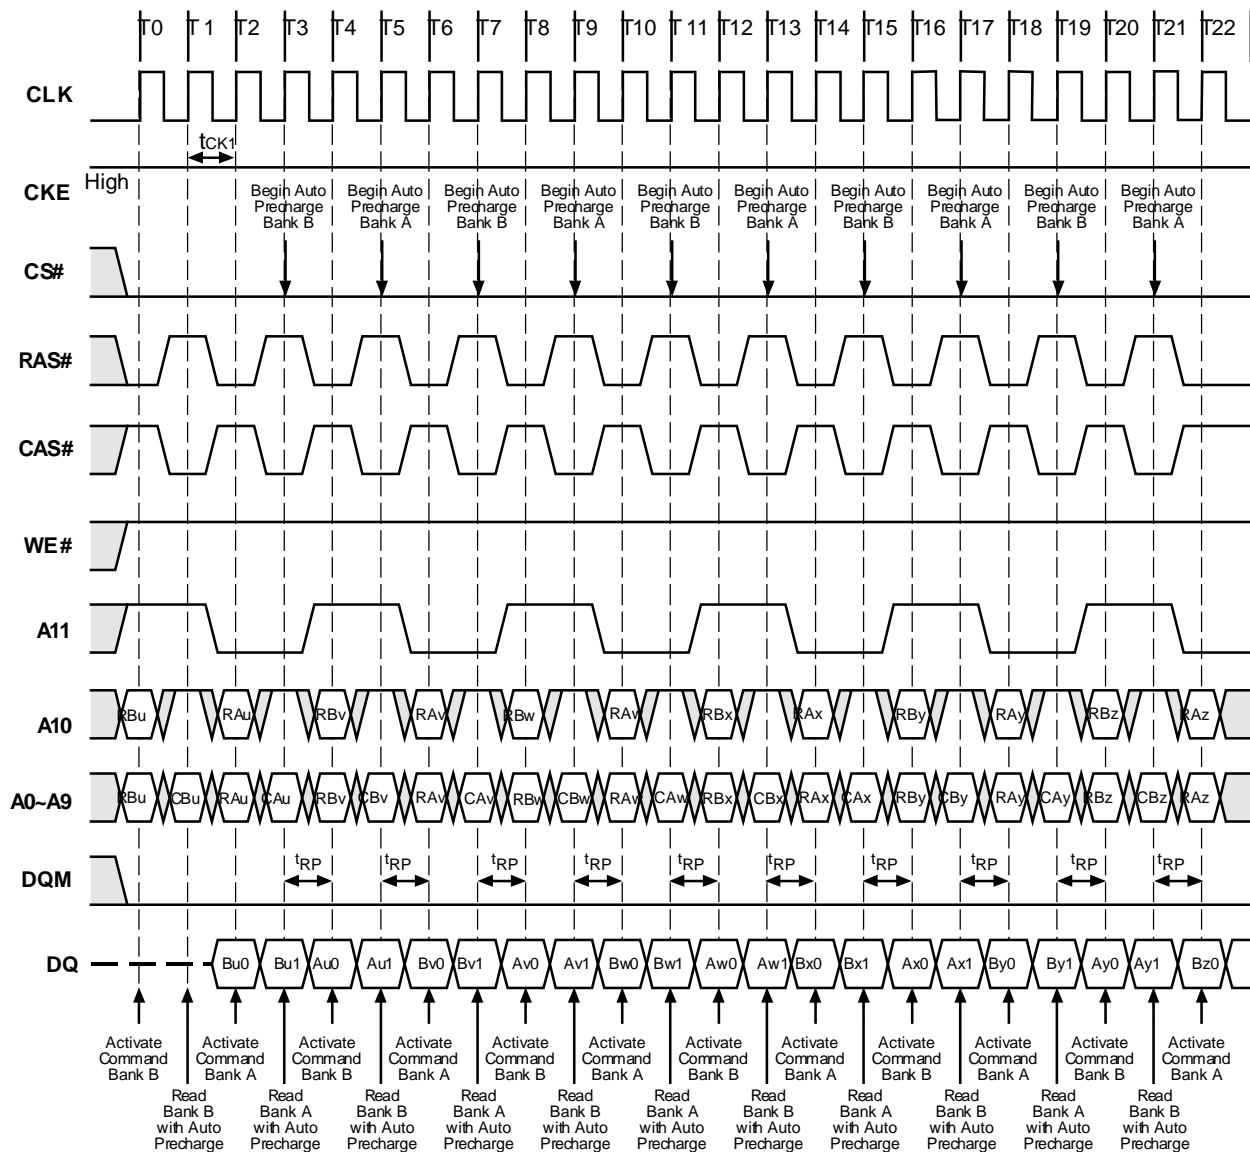 T0 T 1 T2 T3 T4 T5 T6 T7 T8 T9 T10 T 11 T12 T13 T14 T15 T16 T17 T18 T19 T20 T21 T22
CLK
tCK1
High
CKE
Begin Auto Begin Auto Begin Auto Begin Auto Begin Auto Begin Auto Begin Auto Begin Auto Begin Auto Begin Auto
Precharge Precharge Precharge Precharge Precharge Precharge Precharge Precharge Precharge Precharge
Bank B Bank A Bank B Bank A Bank B Bank A Bank B Bank A Bank B Bank A
CS#
RAS#
CAS#
WE#
A11
A10 RBu RAu RBv RAv RBw RAw RBx RAx RBy RAy RBz RAz
A0~A9 RBu CBu RAu CAu RBv CBv RAv CAv RBw CBw RAw CAw RBx CBx RAx CAx RBy CBy RAy CAy RBz CBz RAz
tRP tRP tRP tRP tRP tRP tRP tRP tRP tRP
DQM
DQ Bu0 Bu1 Au0 Au1 Bv0 Bv1 Av0 Av1 Bw0 Bw1 Aw0 Aw1 Bx0 Bx1 Ax0 Ax1 By0 By1 Ay0 Ay1 Bz0
Activate Activate Activate Activate Activate Activate Activate Activate Activate Activate Activate Activate
Command Command Command Command Command Command Command Command Command Command Command Command
Bank B Bank A Bank B Bank A Bank B Bank A Bank B Bank A Bank B Bank A Bank B Bank A
Read Read Read Read Read Read Read Read Read Read Read
Bank B Bank A Bank B Bank A Bank B Bank A Bank B Bank A Bank B Bank A Bank B
with Auto with Auto with Auto with Auto with Auto with Auto with Auto with Auto with Auto with Auto with Auto
Precharge Precharge Precharge Precharge Precharge Precharge Precharge Precharge Precharge Precharge Precharge